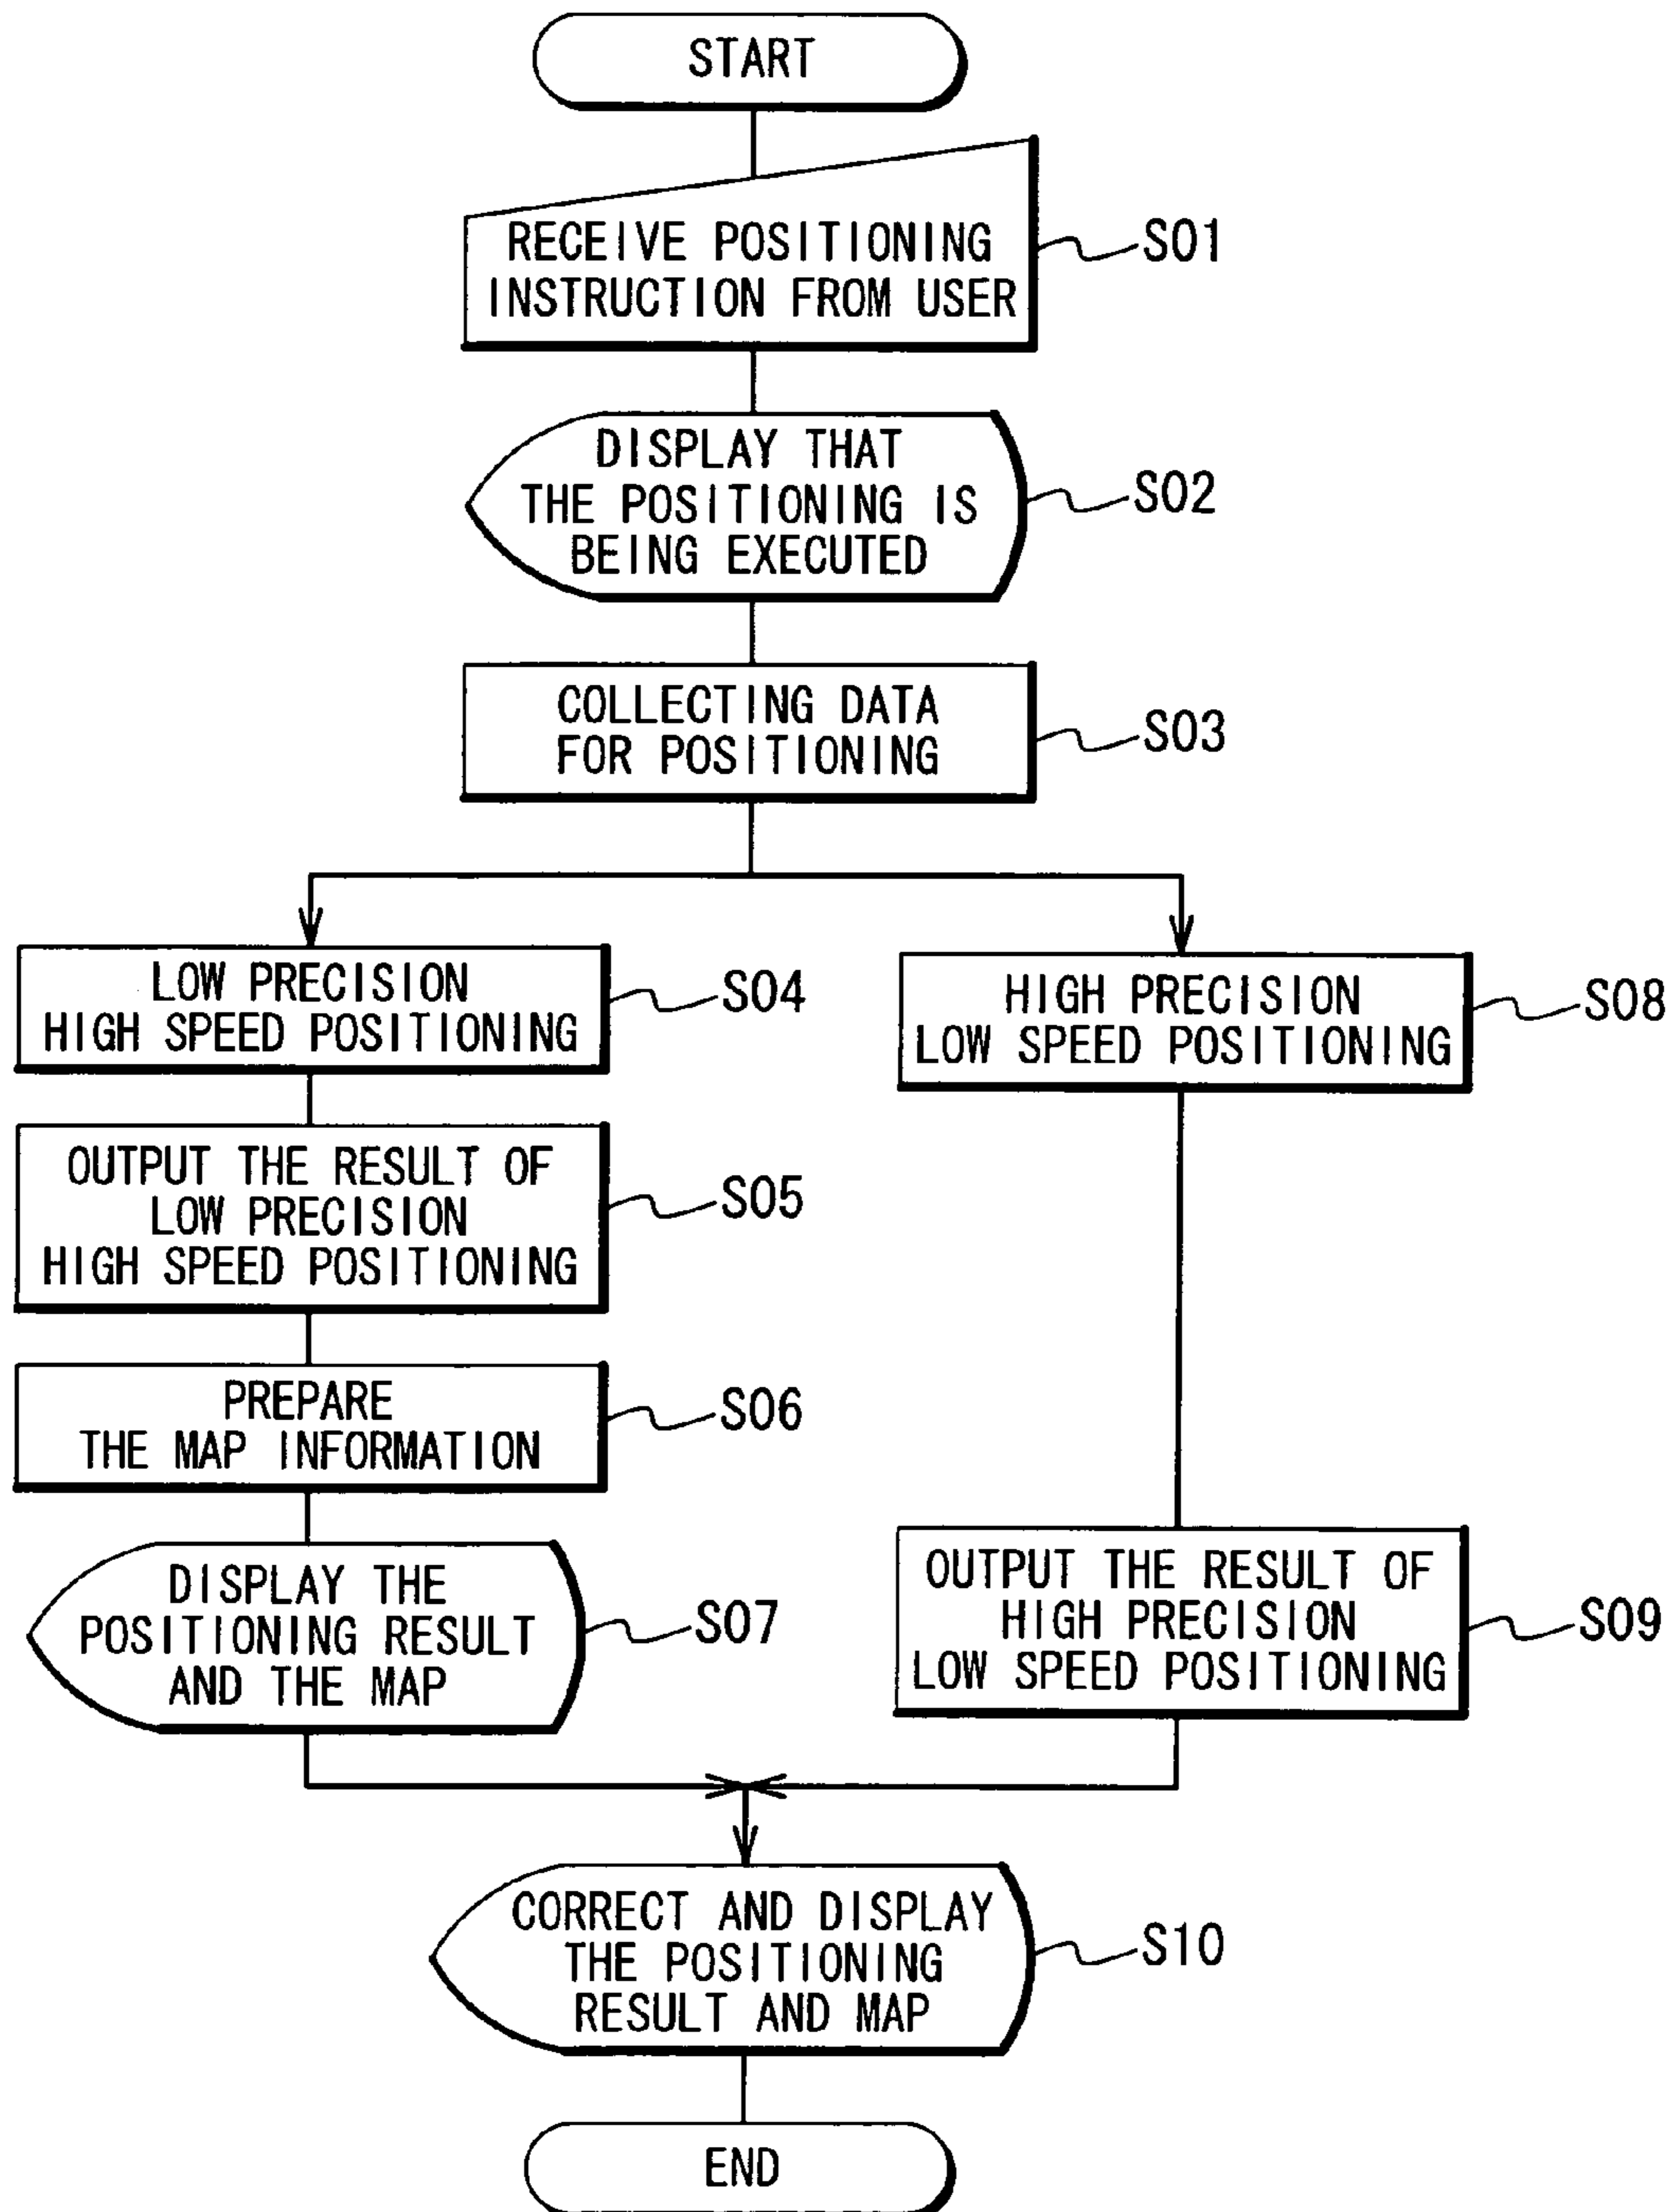 START
RECEIVE POSITIONING
INSTRUCTION FROM USER
S01
DISPLAY THAT
THE POSITIONING IS
BEING EXECUTED
S02
COLLECTING DATA
FOR POSITIONING
S03
LOW PRECISION
HIGH SPEED POSITIONING
S04
HIGH PRECISION
LOW SPEED POSITIONING
S08
OUTPUT THE RESULT OF
LOW PRECISION
HIGH SPEED POSITIONING
S05
PREPARE
THE MAP INFORMATION
S06
DISPLAY THE
POSITIONING RESULT
AND THE MAP
S07
OUTPUT THE RESULT OF
HIGH PRECISION
LOW SPEED POSITIONING
S09
CORRECT AND DISPLAY
THE POSITIONING
RESULT AND MAP
S10
END